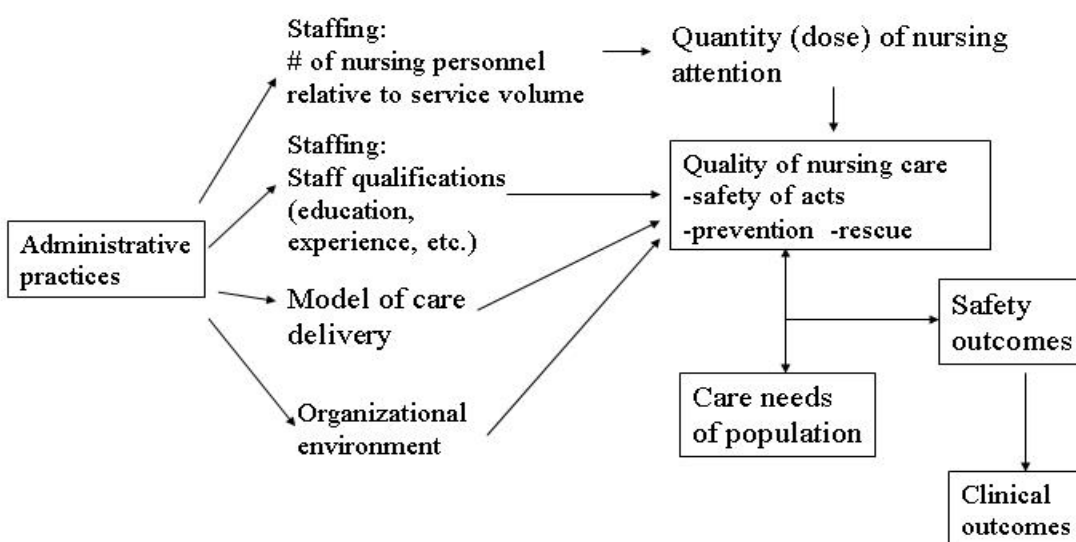 Staffing:
# of nursing personnel
relative to service volume
Quantity (dose) of nursing
attention
Staffing:
Staff qualifications
(education,
experience, etc.)
Quality of nursing care
-safety of acts
-prevention -rescue
Administrative
practices
Model of care
delivery
Safety
outcomes
Organizational
environment
Care needs
of population
Clinical
outcomes